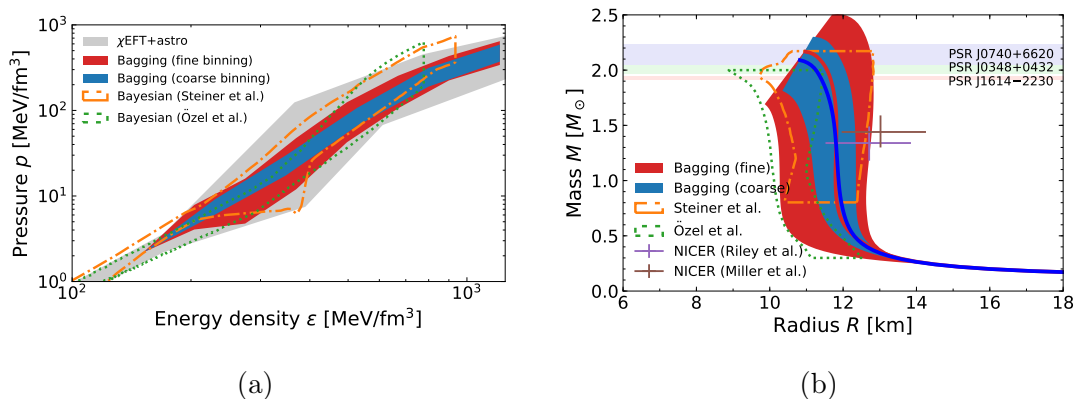 10³
10²
10¹
10⁰
Pressure p [MeV/fm³]
χEFT+astro
Bagging (fine binning)
Bagging (coarse binning)
Bayesian (Steiner et al.)
Bayesian (Özel et al.)
10²
10³
Energy density ε [MeV/fm³]
(a)
2.5
2.0
1.5
1.0
0.5
0.0
Mass M [M⊙]
PSR J0740+6620
PSR J0348+0432
PSR J1614−2230
Bagging (fine)
Bagging (coarse)
Steiner et al.
Özel et al.
NICER (Riley et al.)
NICER (Miller et al.)
6 8 10 12 14 16 18
Radius R [km]
(b)